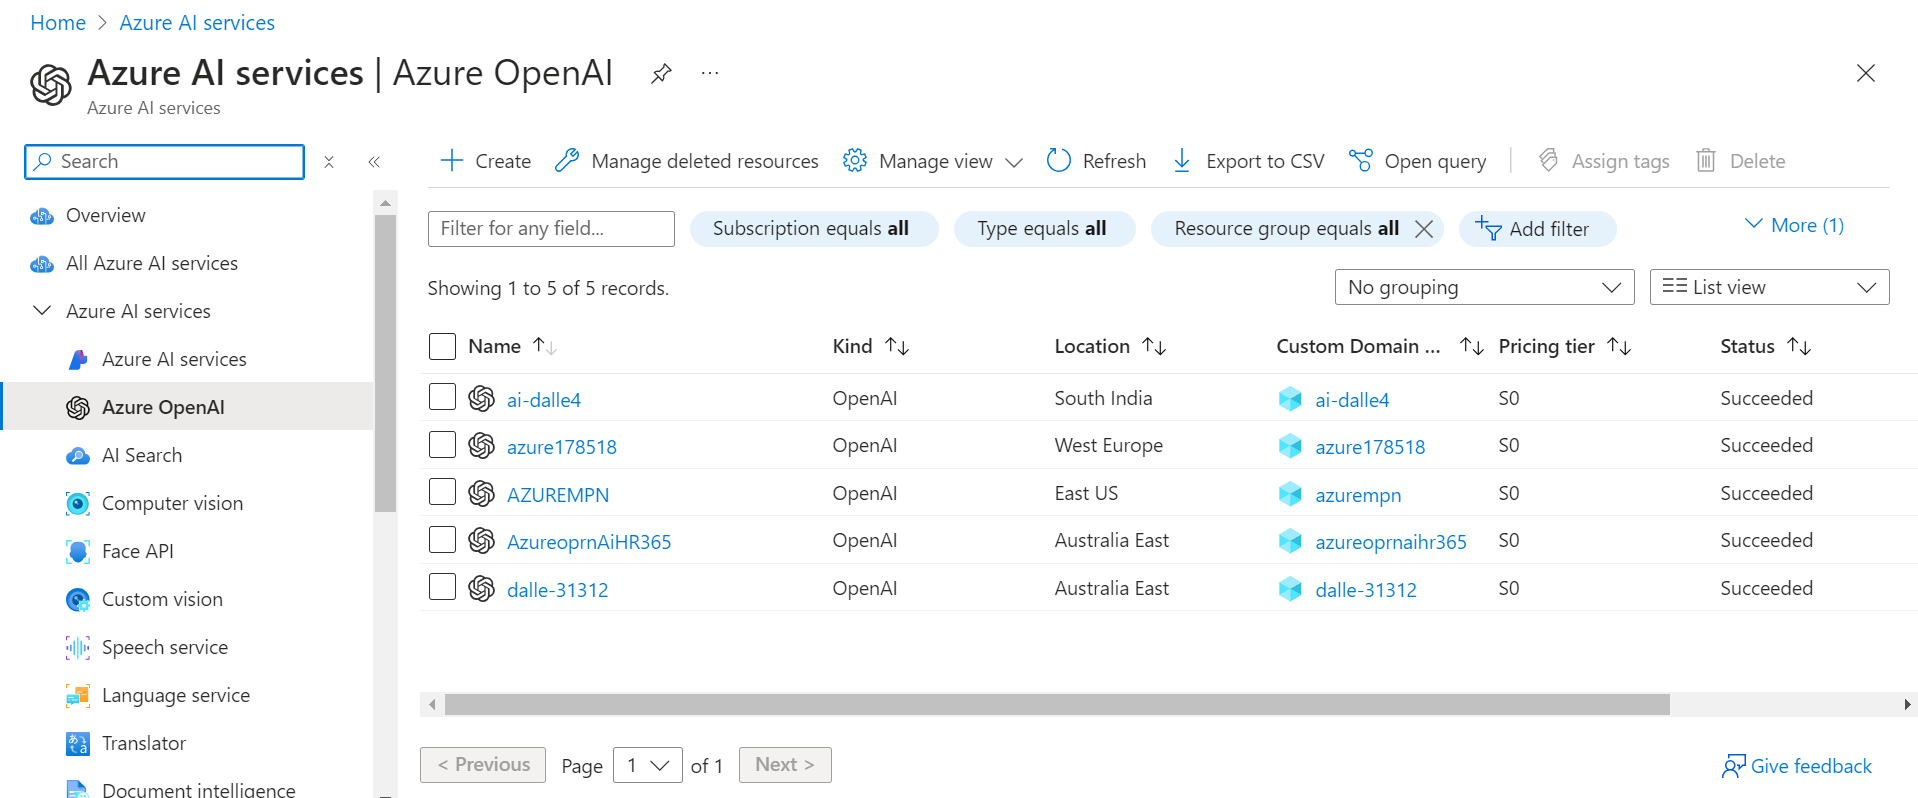 Home > Azure AI services
Azure AI services | Azure OpenAI ...
Azure AI services
Search
Overview
All Azure AI services
Azure AI services
Azure AI services
Azure OpenAI
AI Search
Computer vision
Face API
Custom vision
Speech service
Language service
Translator
Document intelligence
Create Manage deleted resources Manage view Refresh Export to CSV Open query Assign tags Delete
Filter for any field... Subscription equals all Type equals all Resource group equals all Add filter More (1)
Showing 1 to 5 of 5 records. No grouping List view
Name Kind Location Custom Domain ... Pricing tier Status
ai-dalle4 OpenAI South India ai-dalle4 S0 Succeeded
azure178518 OpenAI West Europe azure178518 S0 Succeeded
AZUREMPN OpenAI East US azurempn S0 Succeeded
AzureoprnAiHR365 OpenAI Australia East azureoprnaihr365 S0 Succeeded
dalle-31312 OpenAI Australia East dalle-31312 S0 Succeeded
< Previous Page 1 of 1 Next > Give feedback